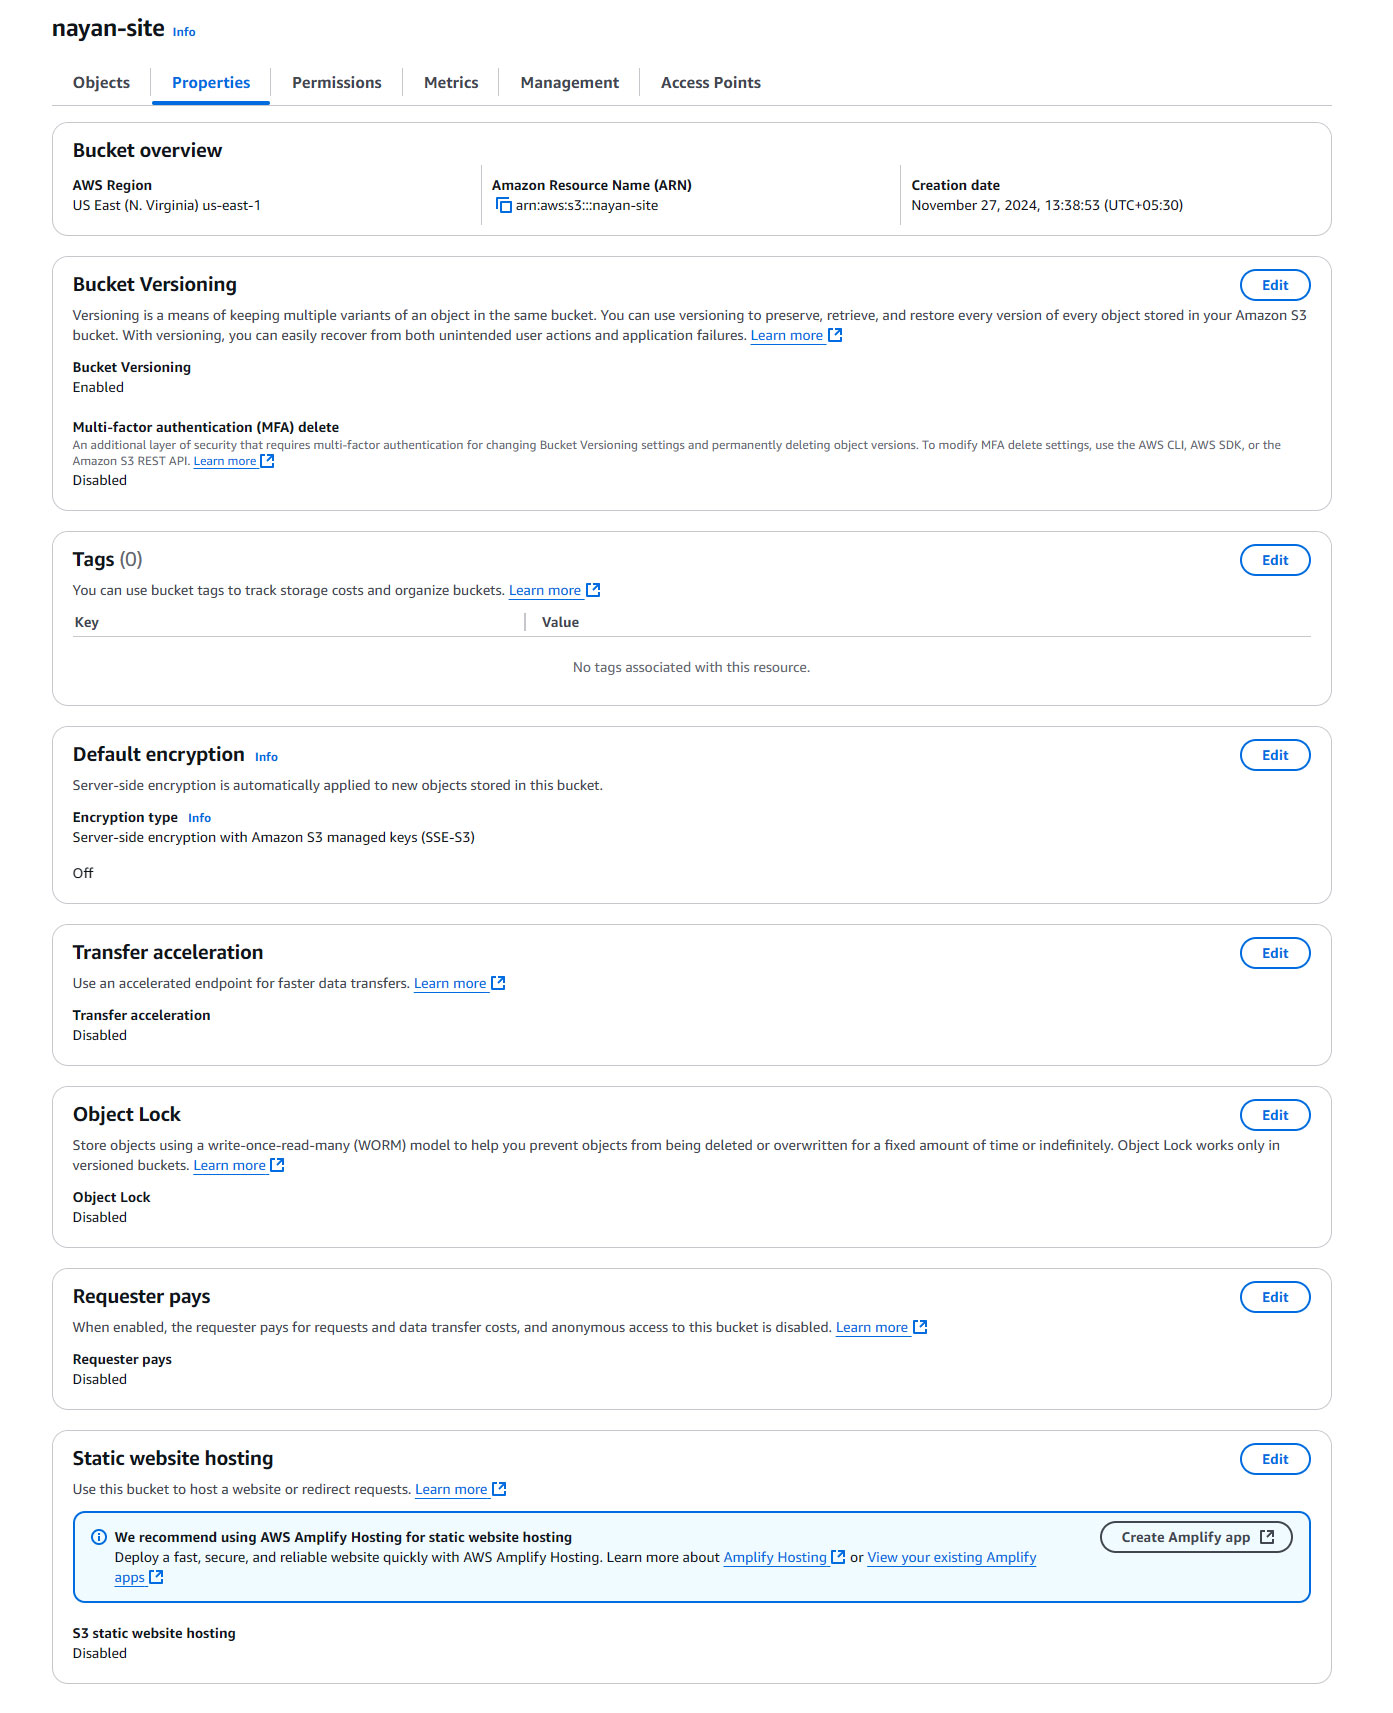 nayan-site Info
Objects Properties Permissions Metrics Management Access Points
Bucket overview
AWS Region
US East (N. Virginia) us-east-1
Amazon Resource Name (ARN)
arn:aws:s3:::nayan-site
Creation date
November 27, 2024, 13:38:53 (UTC+05:30)
Bucket Versioning
Edit
Versioning is a means of keeping multiple variants of an object in the same bucket. You can use versioning to preserve, retrieve, and restore every version of every object stored in your Amazon S3
bucket. With versioning, you can easily recover from both unintended user actions and application failures. Learn more
Bucket Versioning
Enabled
Multi-factor authentication (MFA) delete
An additional layer of security that requires multi-factor authentication for changing Bucket Versioning settings and permanently deleting object versions. To modify MFA delete settings, use the AWS CLI, AWS SDK, or the
Amazon S3 REST API. Learn more
Disabled
Tags (0)
Edit
You can use bucket tags to track storage costs and organize buckets. Learn more
Key Value
No tags associated with this resource.
Default encryption Info
Edit
Server-side encryption is automatically applied to new objects stored in this bucket.
Encryption type Info
Server-side encryption with Amazon S3 managed keys (SSE-S3)
Off
Transfer acceleration
Edit
Use an accelerated endpoint for faster data transfers. Learn more
Transfer acceleration
Disabled
Object Lock
Edit
Store objects using a write-once-read-many (WORM) model to help you prevent objects from being deleted or overwritten for a fixed amount of time or indefinitely. Object Lock works only in
versioned buckets. Learn more
Object Lock
Disabled
Requester pays
Edit
When enabled, the requester pays for requests and data transfer costs, and anonymous access to this bucket is disabled. Learn more
Requester pays
Disabled
Static website hosting
Edit
Use this bucket to host a website or redirect requests. Learn more
We recommend using AWS Amplify Hosting for static website hosting
Deploy a fast, secure, and reliable website quickly with AWS Amplify Hosting. Learn more about Amplify Hosting or View your existing Amplify
apps
Create Amplify app
S3 static website hosting
Disabled